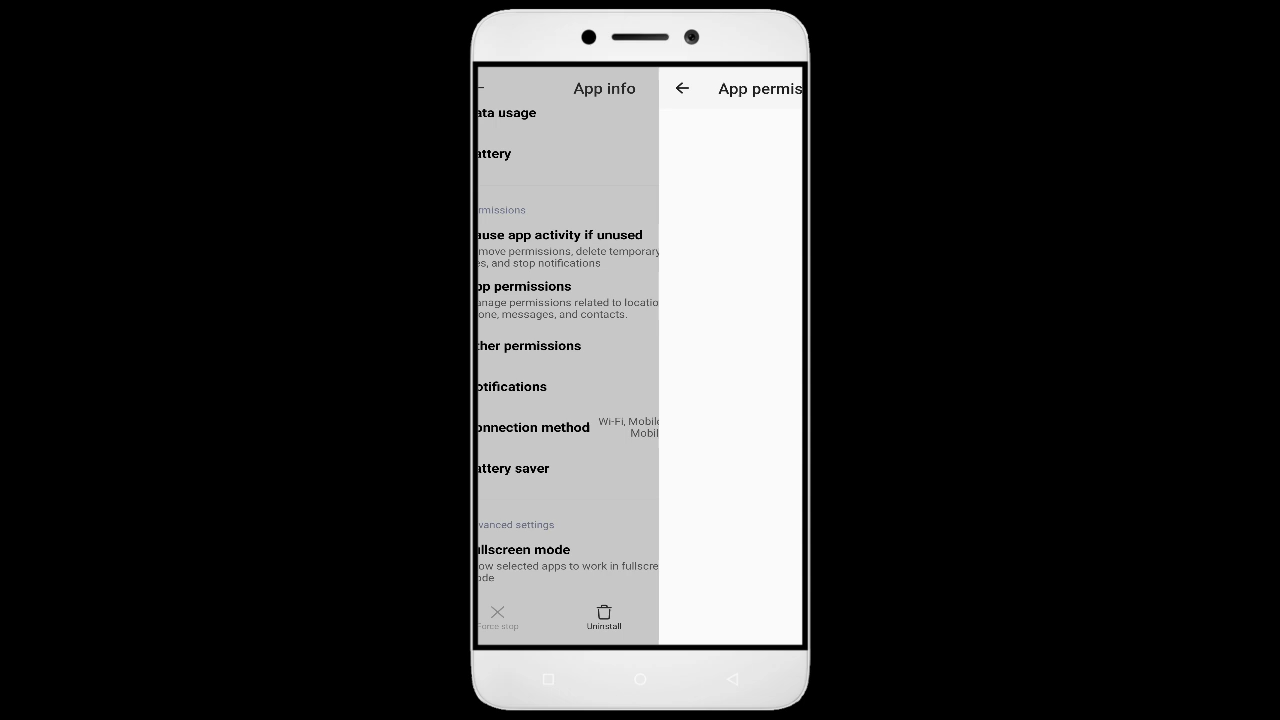 App info
ata usage
attery
rmissions
ause app activity if unused
move permissions, delete temporary
es, and stop notifications
pp permissions
anage permissions related to locatio
one, messages, and contacts.
ther permissions
otifications
onnection method
Wi-Fi, Mobile
Mobil
attery saver
vanced settings
ullscreen mode
ow selected apps to work in fullscre
ode
Force stop
Uninstall
App permis